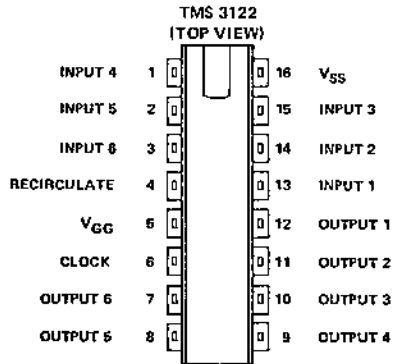 TMS 3122
(TOP VIEW)
INPUT 4 1 16 VSS
INPUT 5 2 15 INPUT 3
INPUT 6 3 14 INPUT 2
RECIRCULATE 4 13 INPUT 1
VGG 5 12 OUTPUT 1
CLOCK 6 11 OUTPUT 2
OUTPUT 6 7 10 OUTPUT 3
OUTPUT 5 8 9 OUTPUT 4